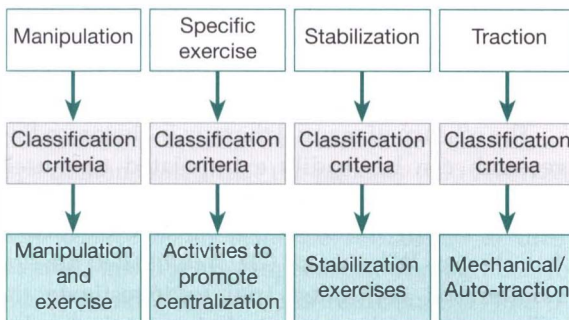 Manipulation
Specific
exercise
Stabilization
Traction
Classification
criteria
Classification
criteria
Classification
criteria
Classification
criteria
Manipulation
and
exercise
Activities to
promote
centralization
Stabilization
exercises
Mechanical/
Auto-traction